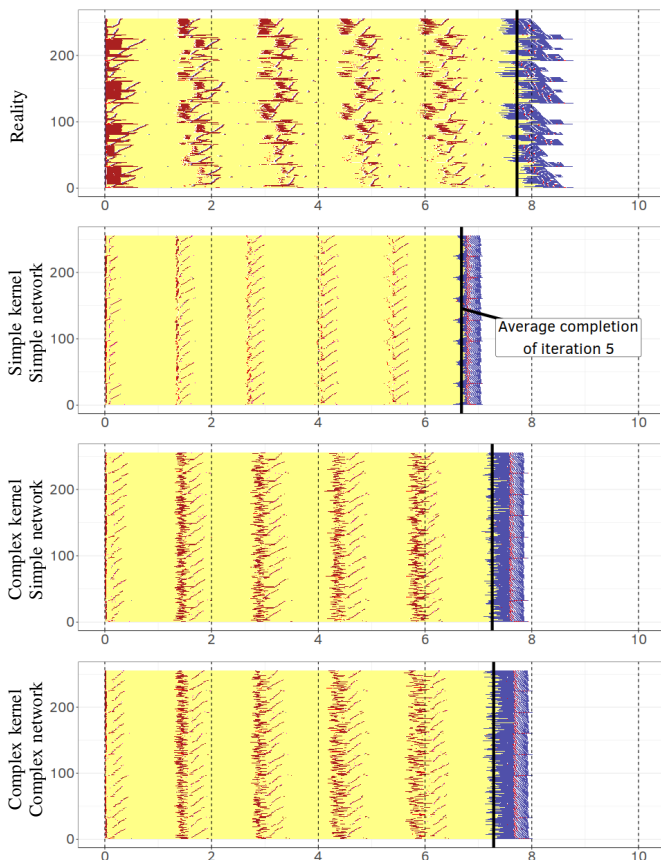 Reality
200
100
0
0 2 4 6 8 10
Simple kernel
Simple network
200
100
0
Average completion
of iteration 5
0 2 4 6 8 10
Complex kernel
Simple network
200
100
0
0 2 4 6 8 10
Complex kernel
Complex network
200
100
0
0 2 4 6 8 10